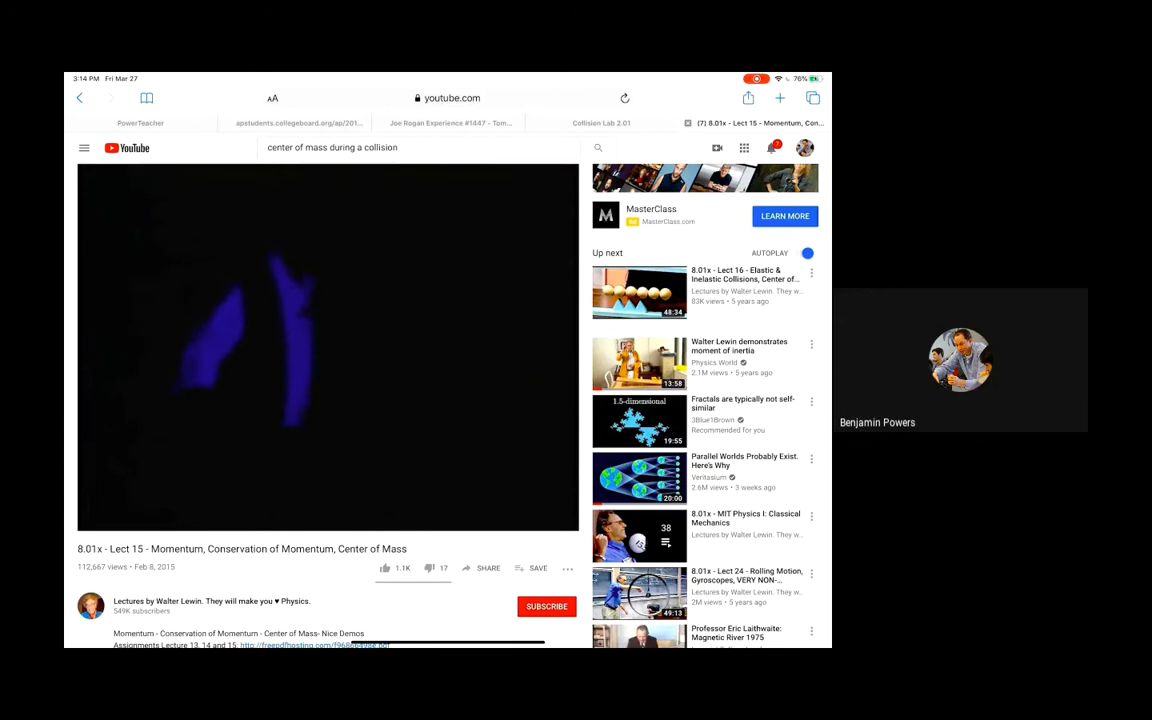 3:14 PM Fri Mar 27
76%
AA
youtube.com
PowerTeacher
apstudents.collegeboard.org/ap/201...
Joe Rogan Experience #1447 - Tom...
Collision Lab 2.01
(7) 8.01x - Lect 15 - Momentum, Con...
YouTube
center of mass during a collision
7
M
MasterClass
Ad MasterClass.com
LEARN MORE
Up next
AUTOPLAY
8.01x - Lect 16 - Elastic &
Inelastic Collisions, Center of...
Lectures by Walter Lewin. They w...
83K views • 5 years ago
48:34
Walter Lewin demonstrates
moment of inertia
Physics World
2.1M views • 5 years ago
13:58
1.5-dimensional
Fractals are typically not self-
similar
3Blue1Brown
Recommended for you
19:55
Parallel Worlds Probably Exist.
Here's Why
Veritasium
2.6M views • 3 weeks ago
20:00
8.01x - MIT Physics I: Classical
Mechanics
Lectures by Walter Lewin. They w...
38
8.01x - Lect 24 - Rolling Motion,
Gyroscopes, VERY NON-...
Lectures by Walter Lewin. They w...
2M views • 5 years ago
49:13
Professor Eric Laithwaite:
Magnetic River 1975
8.01x - Lect 15 - Momentum, Conservation of Momentum, Center of Mass
112,667 views • Feb 8, 2015
1.1K
17
SHARE
SAVE
Lectures by Walter Lewin. They will make you ♥ Physics.
549K subscribers
SUBSCRIBE
Momentum - Conservation of Momentum - Center of Mass- Nice Demos
Assignments Lecture 13, 14 and 15:
Benjamin Powers